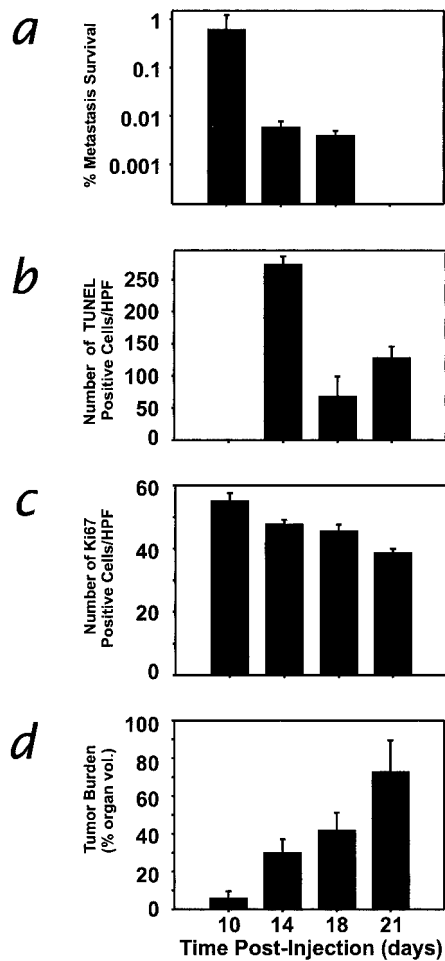 a
% Metastasis Survival
1
0.1
0.01
0.001
b
Number of TUNEL
Positive Cells/HPF
250
200
150
100
50
0
c
Number of Ki67
Positive Cells/HPF
60
40
20
0
d
Tumor Burden
(% organ vol.)
100
80
60
40
20
0
10 14 18 21
Time Post-Injection (days)